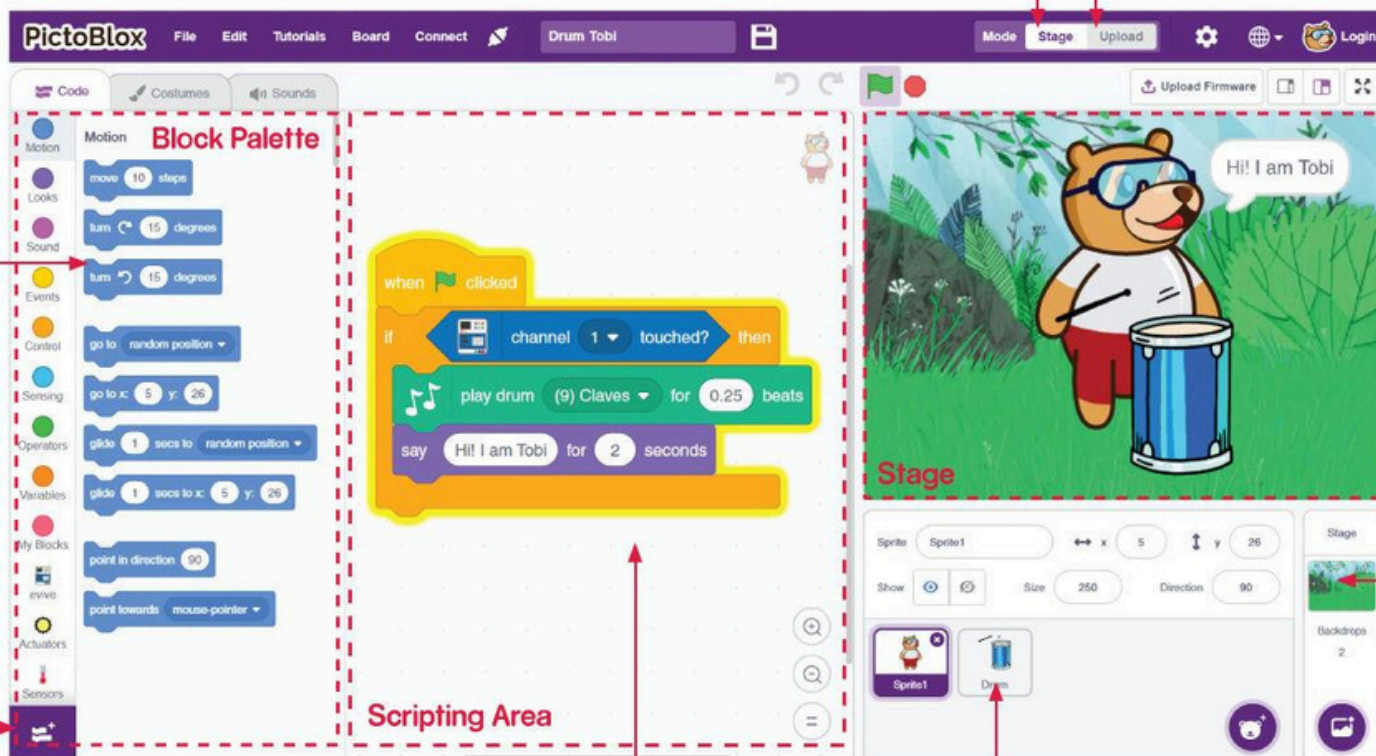 PictoBlox File Edit Tutorials Board Connect Drum Tobi Mode Stage Upload Login
Code Costumes Sounds
Upload Firmware
Motion
Looks
Sound
Events
Control
Sensing
Operators
Variables
My Blocks
evive
Actuators
Sensors
Motion Block Palette
move 10 steps
turn 15 degrees
turn 15 degrees
go to random position
go to x: 5 y: 26
glide 1 secs to random position
glide 1 secs to x: 5 y: 26
point in direction 90
point towards mouse-pointer
when clicked
if channel 1 touched? then
play drum (9) Claves for 0.25 beats
say Hi! I am Tobi for 2 seconds
Scripting Area
Hi! I am Tobi
Stage
Sprite Sprite1 x 5 y 26
Show Size 250 Direction 90
Sprite1 Drum
Stage
Backdrops
2